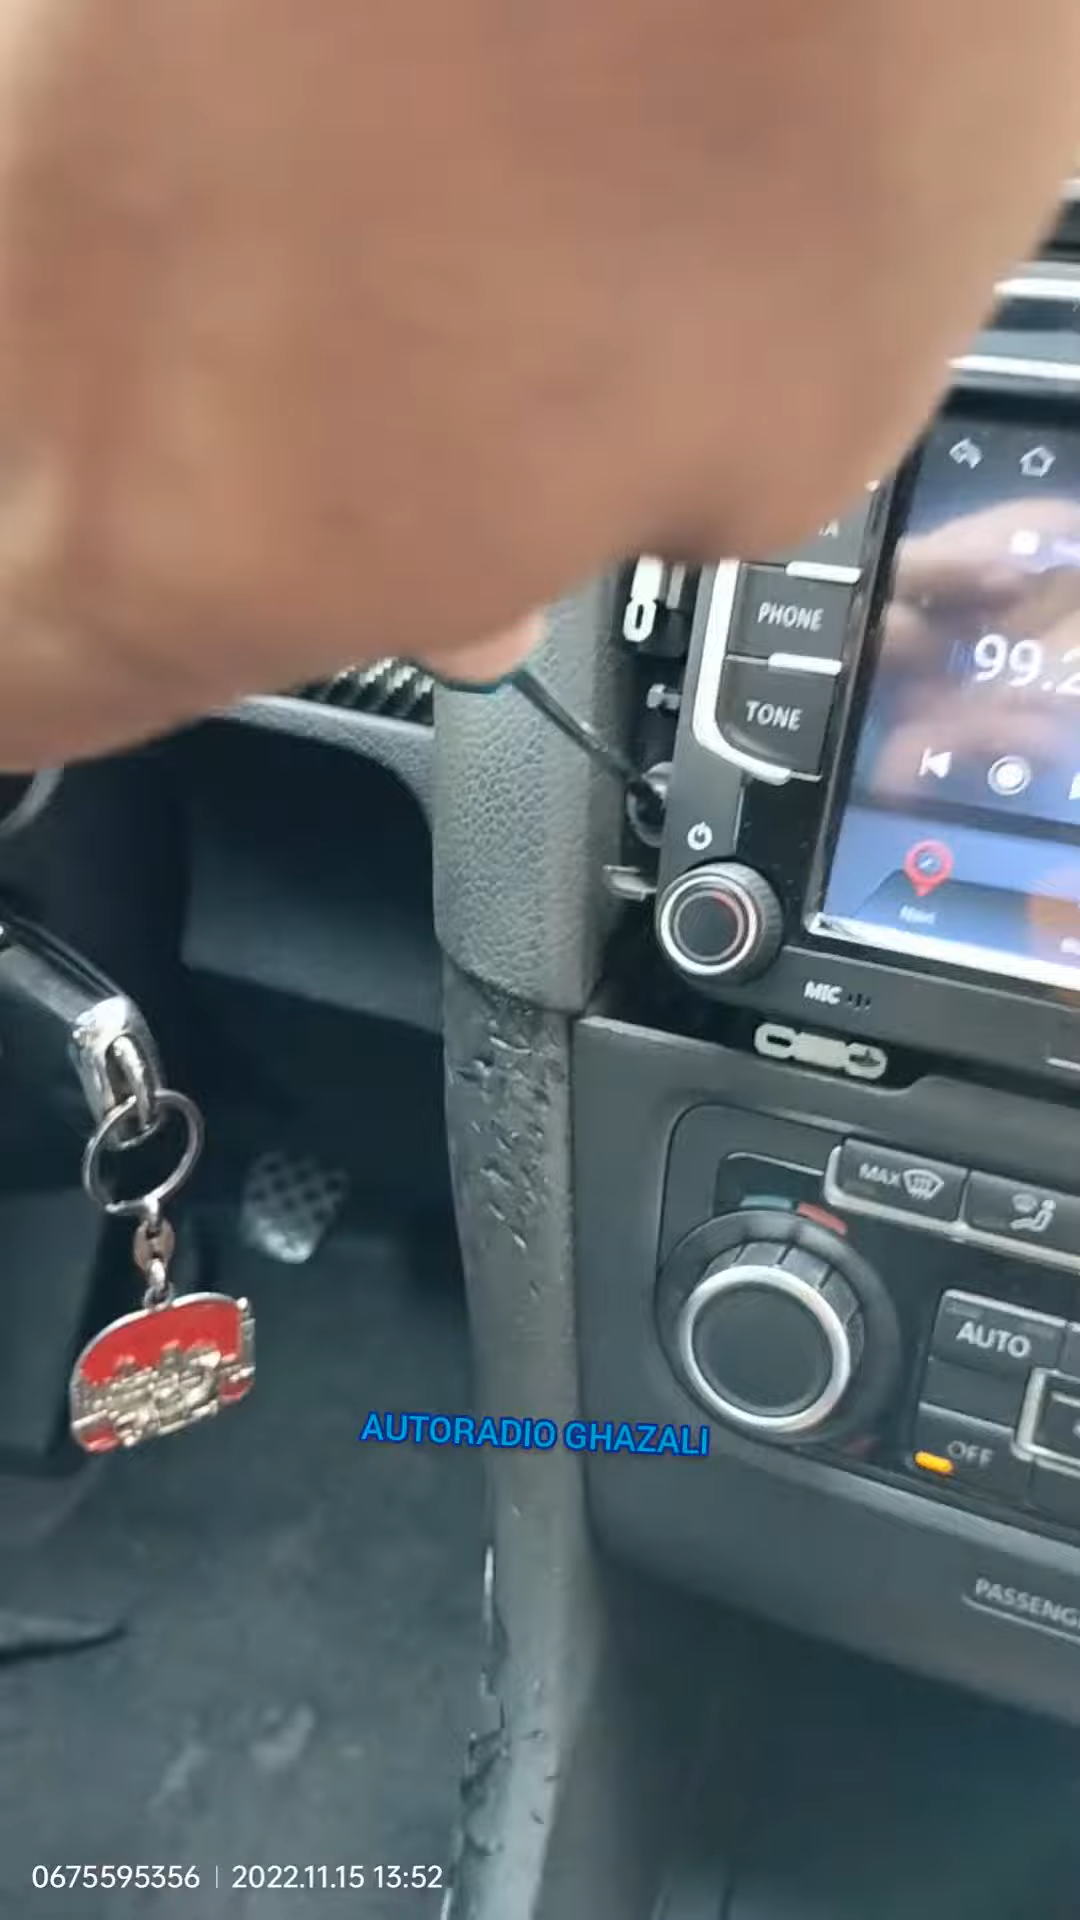 PHONE
99.2
TONE
MIC
MAX
AUTO
OFF
AUTORADIO GHAZALI
PASSENG
0675595356 | 2022.11.15 13:52